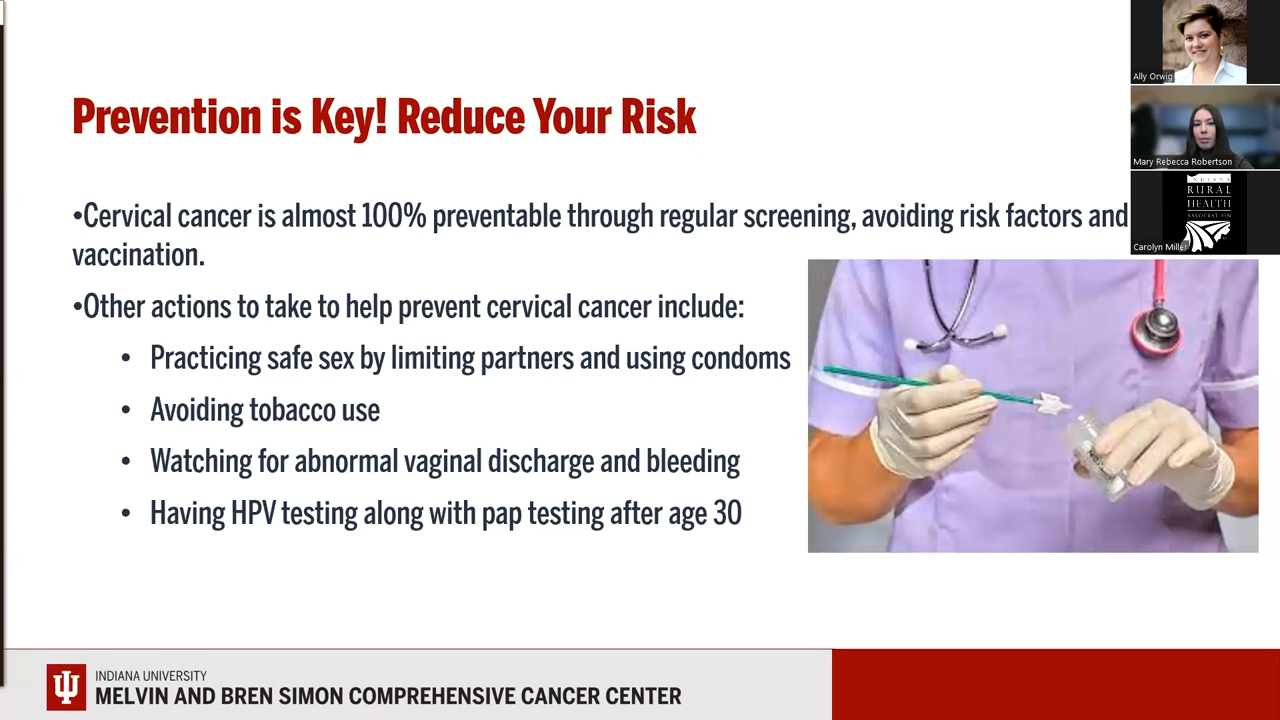 Prevention is Key! Reduce Your Risk
•Cervical cancer is almost 100% preventable through regular screening, avoiding risk factors and
vaccination.
•Other actions to take to help prevent cervical cancer include:
• Practicing safe sex by limiting partners and using condoms
• Avoiding tobacco use
• Watching for abnormal vaginal discharge and bleeding
• Having HPV testing along with pap testing after age 30
Ally Orwig
Mary Rebecca Robertson
INDIANA
RURAL
HEALTH
ASSOCIATION
Carolyn Miller
INDIANA UNIVERSITY
MELVIN AND BREN SIMON COMPREHENSIVE CANCER CENTER